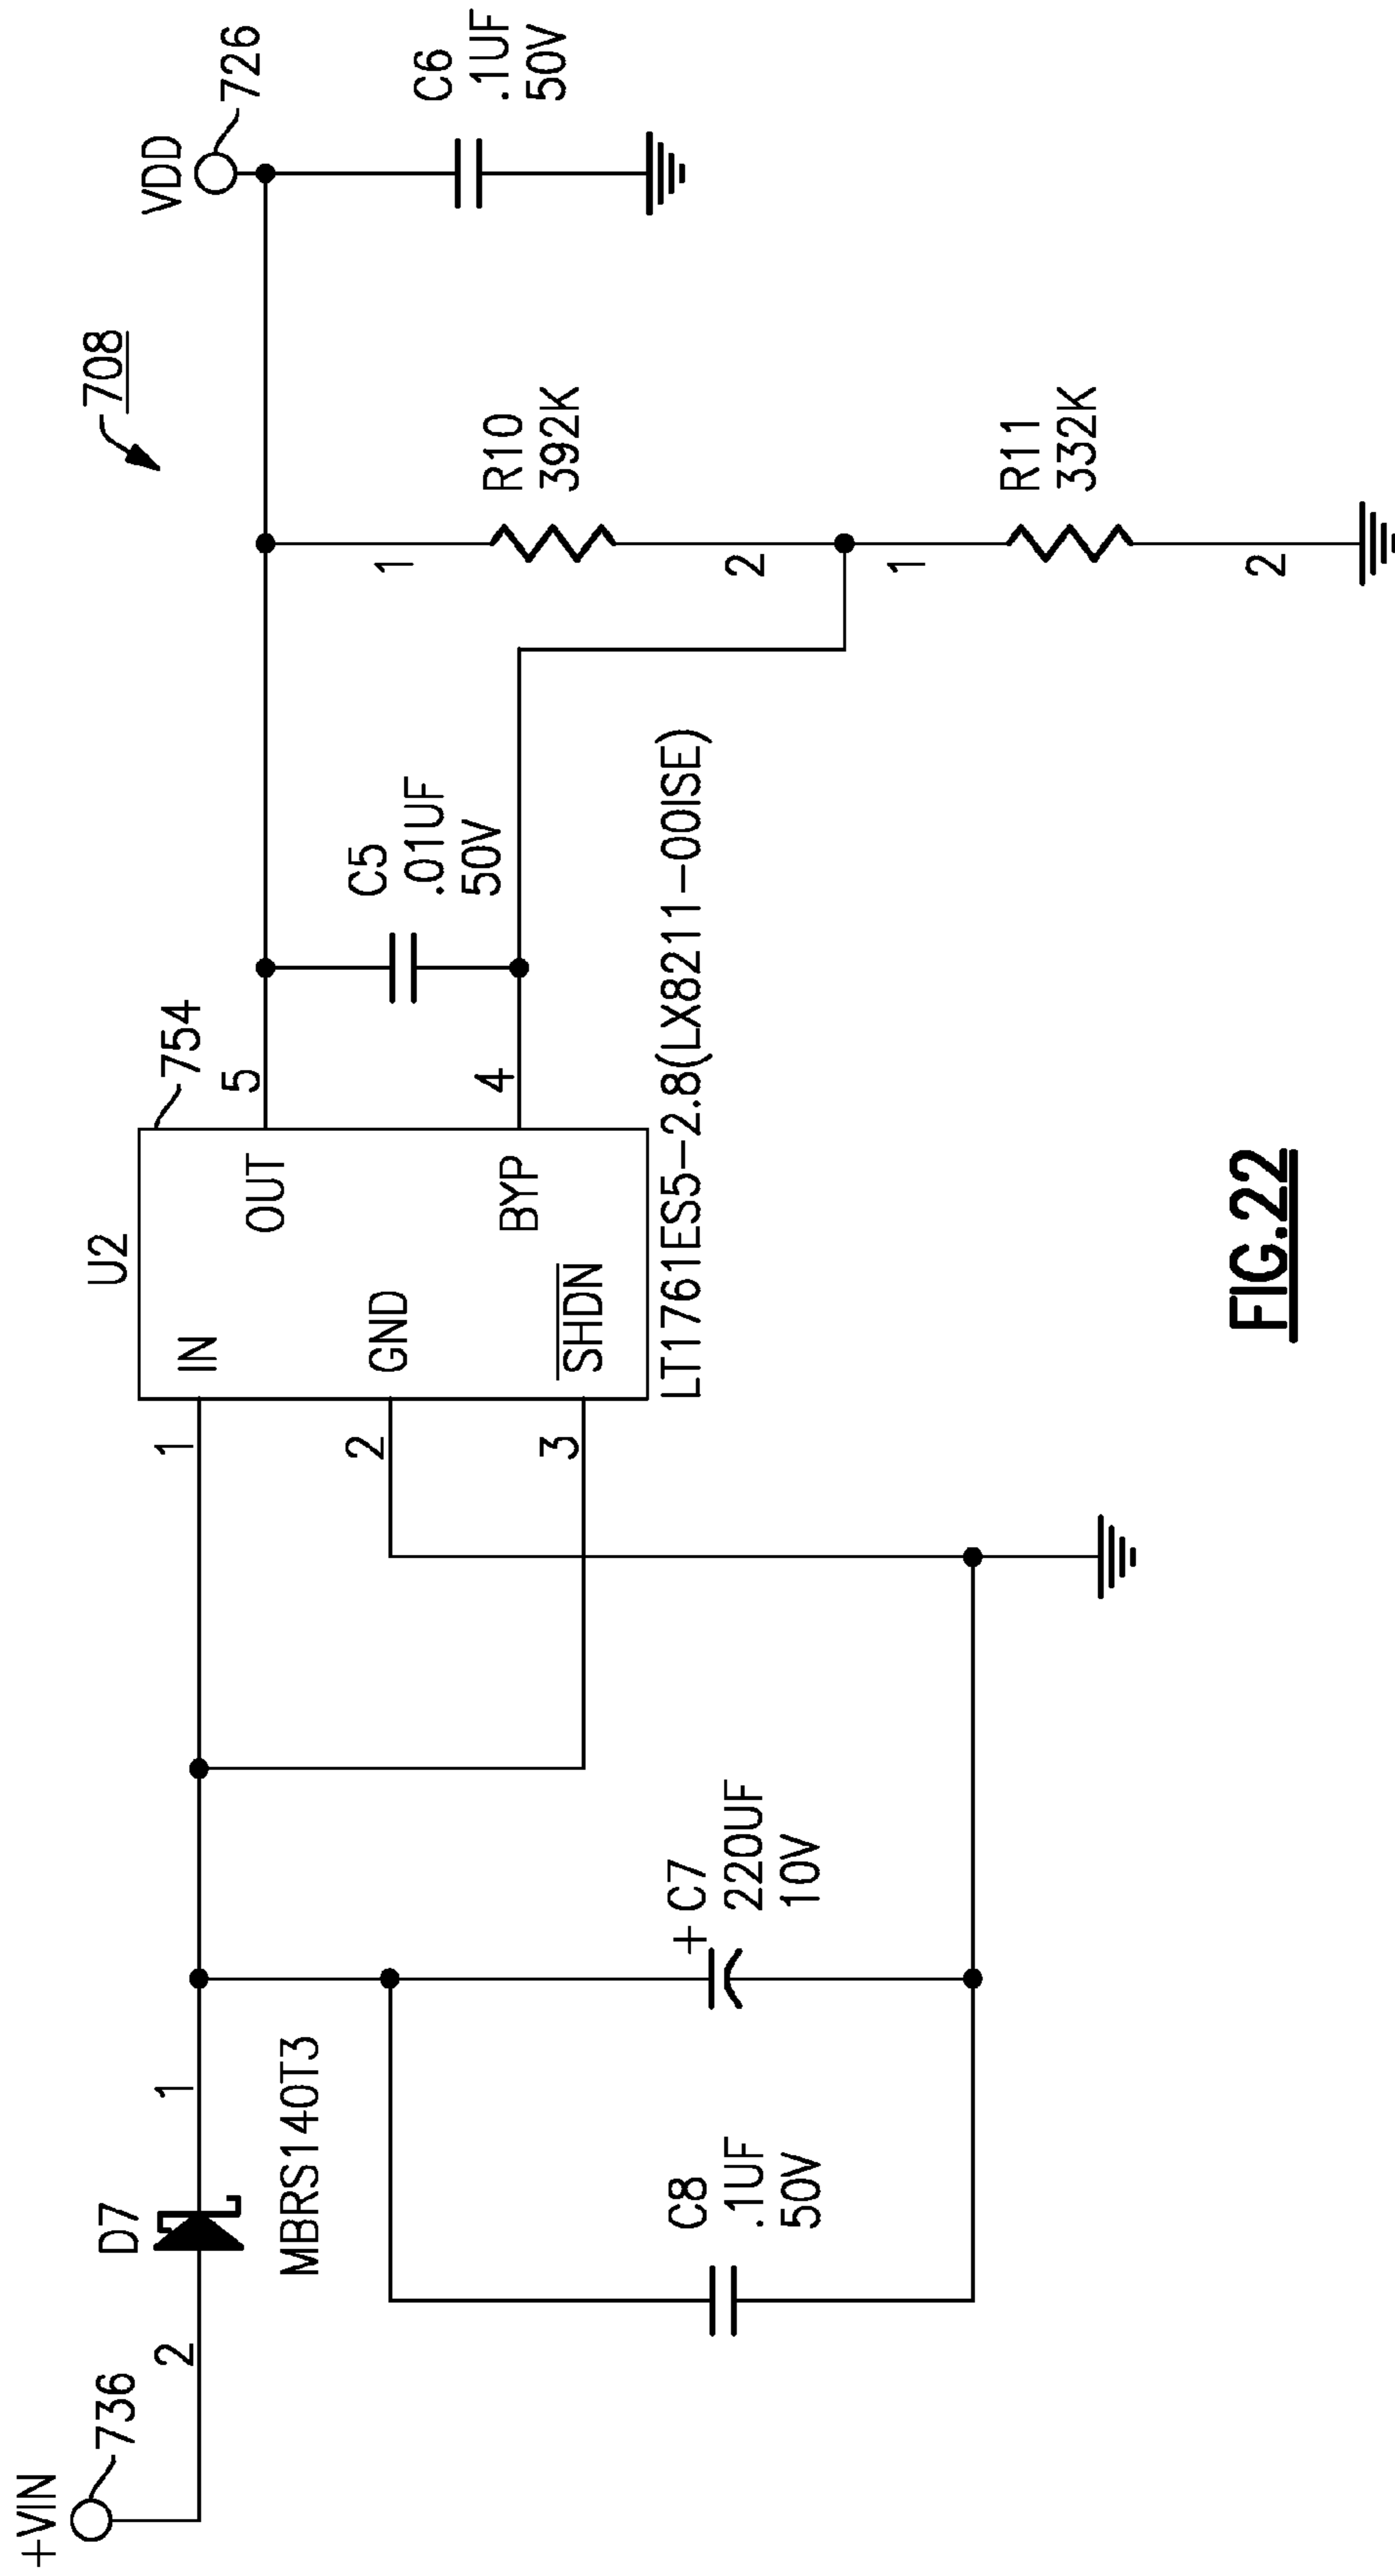 708
+VIN
736
2
D7
1
MBRS140T3
C8
.1UF
50V
+ C7
220UF
10V
U2
754
1
IN
2
GND
3
SHDN
OUT
5
BYP
4
LT1761ES5-2.8(LX8211-00ISE)
C5
.01UF
50V
1
R10
392K
2
1
R11
332K
2
VDD
726
C6
.1UF
50V
FIG.22